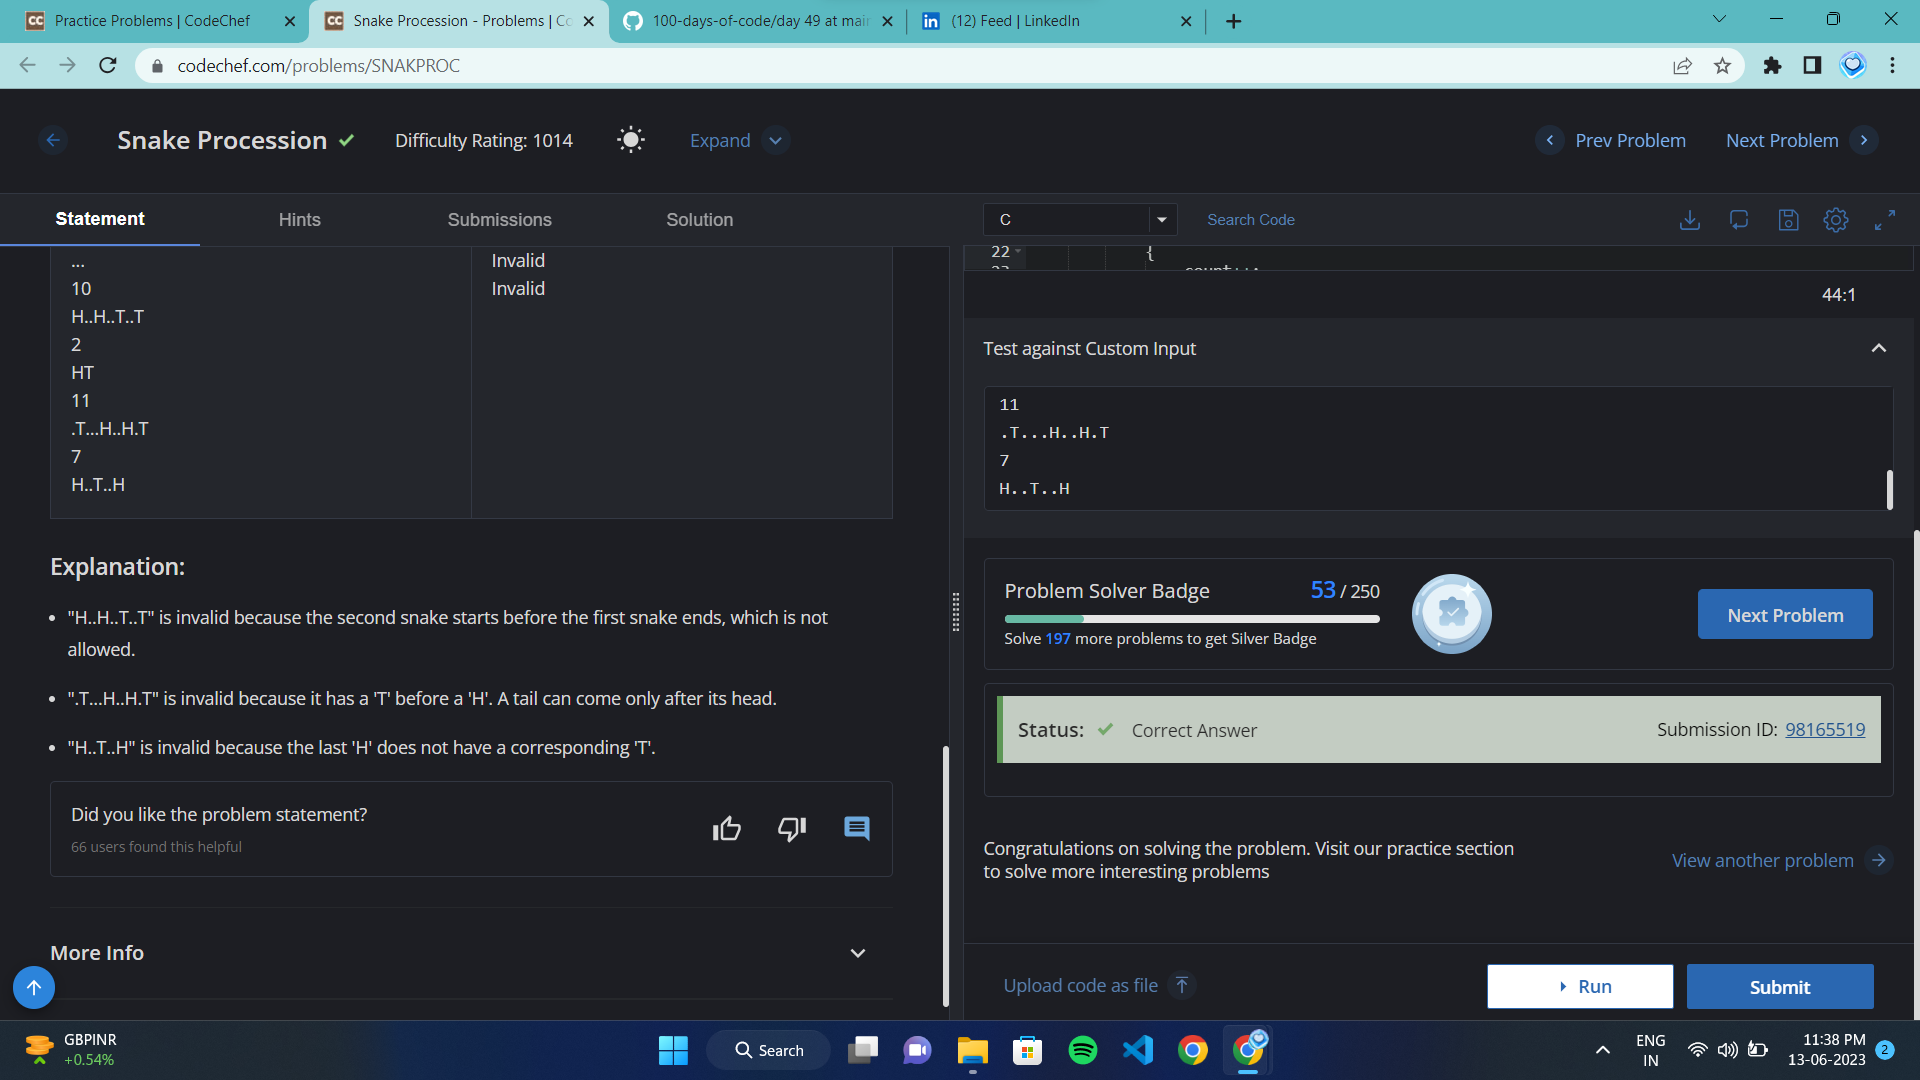 Practice Problems | CodeChef
Snake Procession - Problems | Co
100-days-of-code/day 49 at main
(12) Feed | LinkedIn
codechef.com/problems/SNAKPROC
Snake Procession
Difficulty Rating: 1014
Expand
Prev Problem
Next Problem
Statement
Hints
Submissions
Solution
C
Search Code
...
10
H..H..T..T
2
HT
11
.T...H..H.T
7
H..T..H
Invalid
Invalid
Explanation:
• "H..H..T..T" is invalid because the second snake starts before the first snake ends, which is not
allowed.
• ".T...H..H.T" is invalid because it has a 'T' before a 'H'. A tail can come only after its head.
• "H..T..H" is invalid because the last 'H' does not have a corresponding 'T'.
Did you like the problem statement?
66 users found this helpful
More Info
22
{
44:1
Test against Custom Input
11
.T...H..H.T
7
H..T..H
Problem Solver Badge
53 / 250
Solve 197 more problems to get Silver Badge
Next Problem
Status:
Correct Answer
Submission ID: 98165519
Congratulations on solving the problem. Visit our practice section
to solve more interesting problems
View another problem
Upload code as file
Run
Submit
GBPINR
+0.54%
Search
ENG
IN
11:38 PM
13-06-2023
2